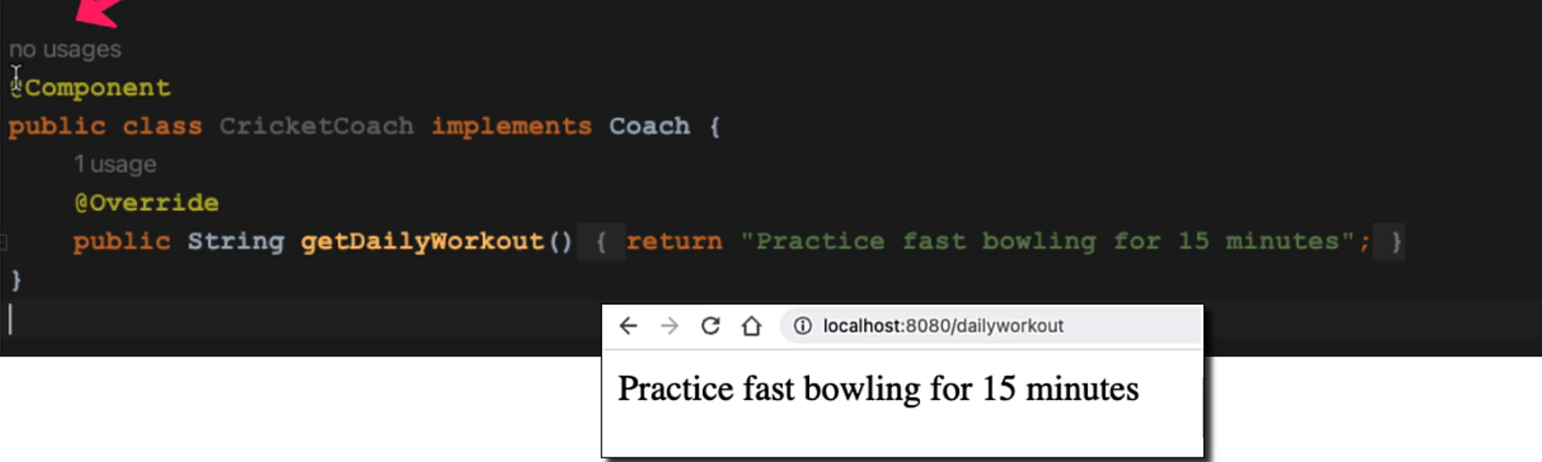 no usages
@Component
public class CricketCoach implements Coach {
1 usage
@Override
public String getDailyWorkout() { return "Practice fast bowling for 15 minutes"; }
}
localhost:8080/dailyworkout
Practice fast bowling for 15 minutes